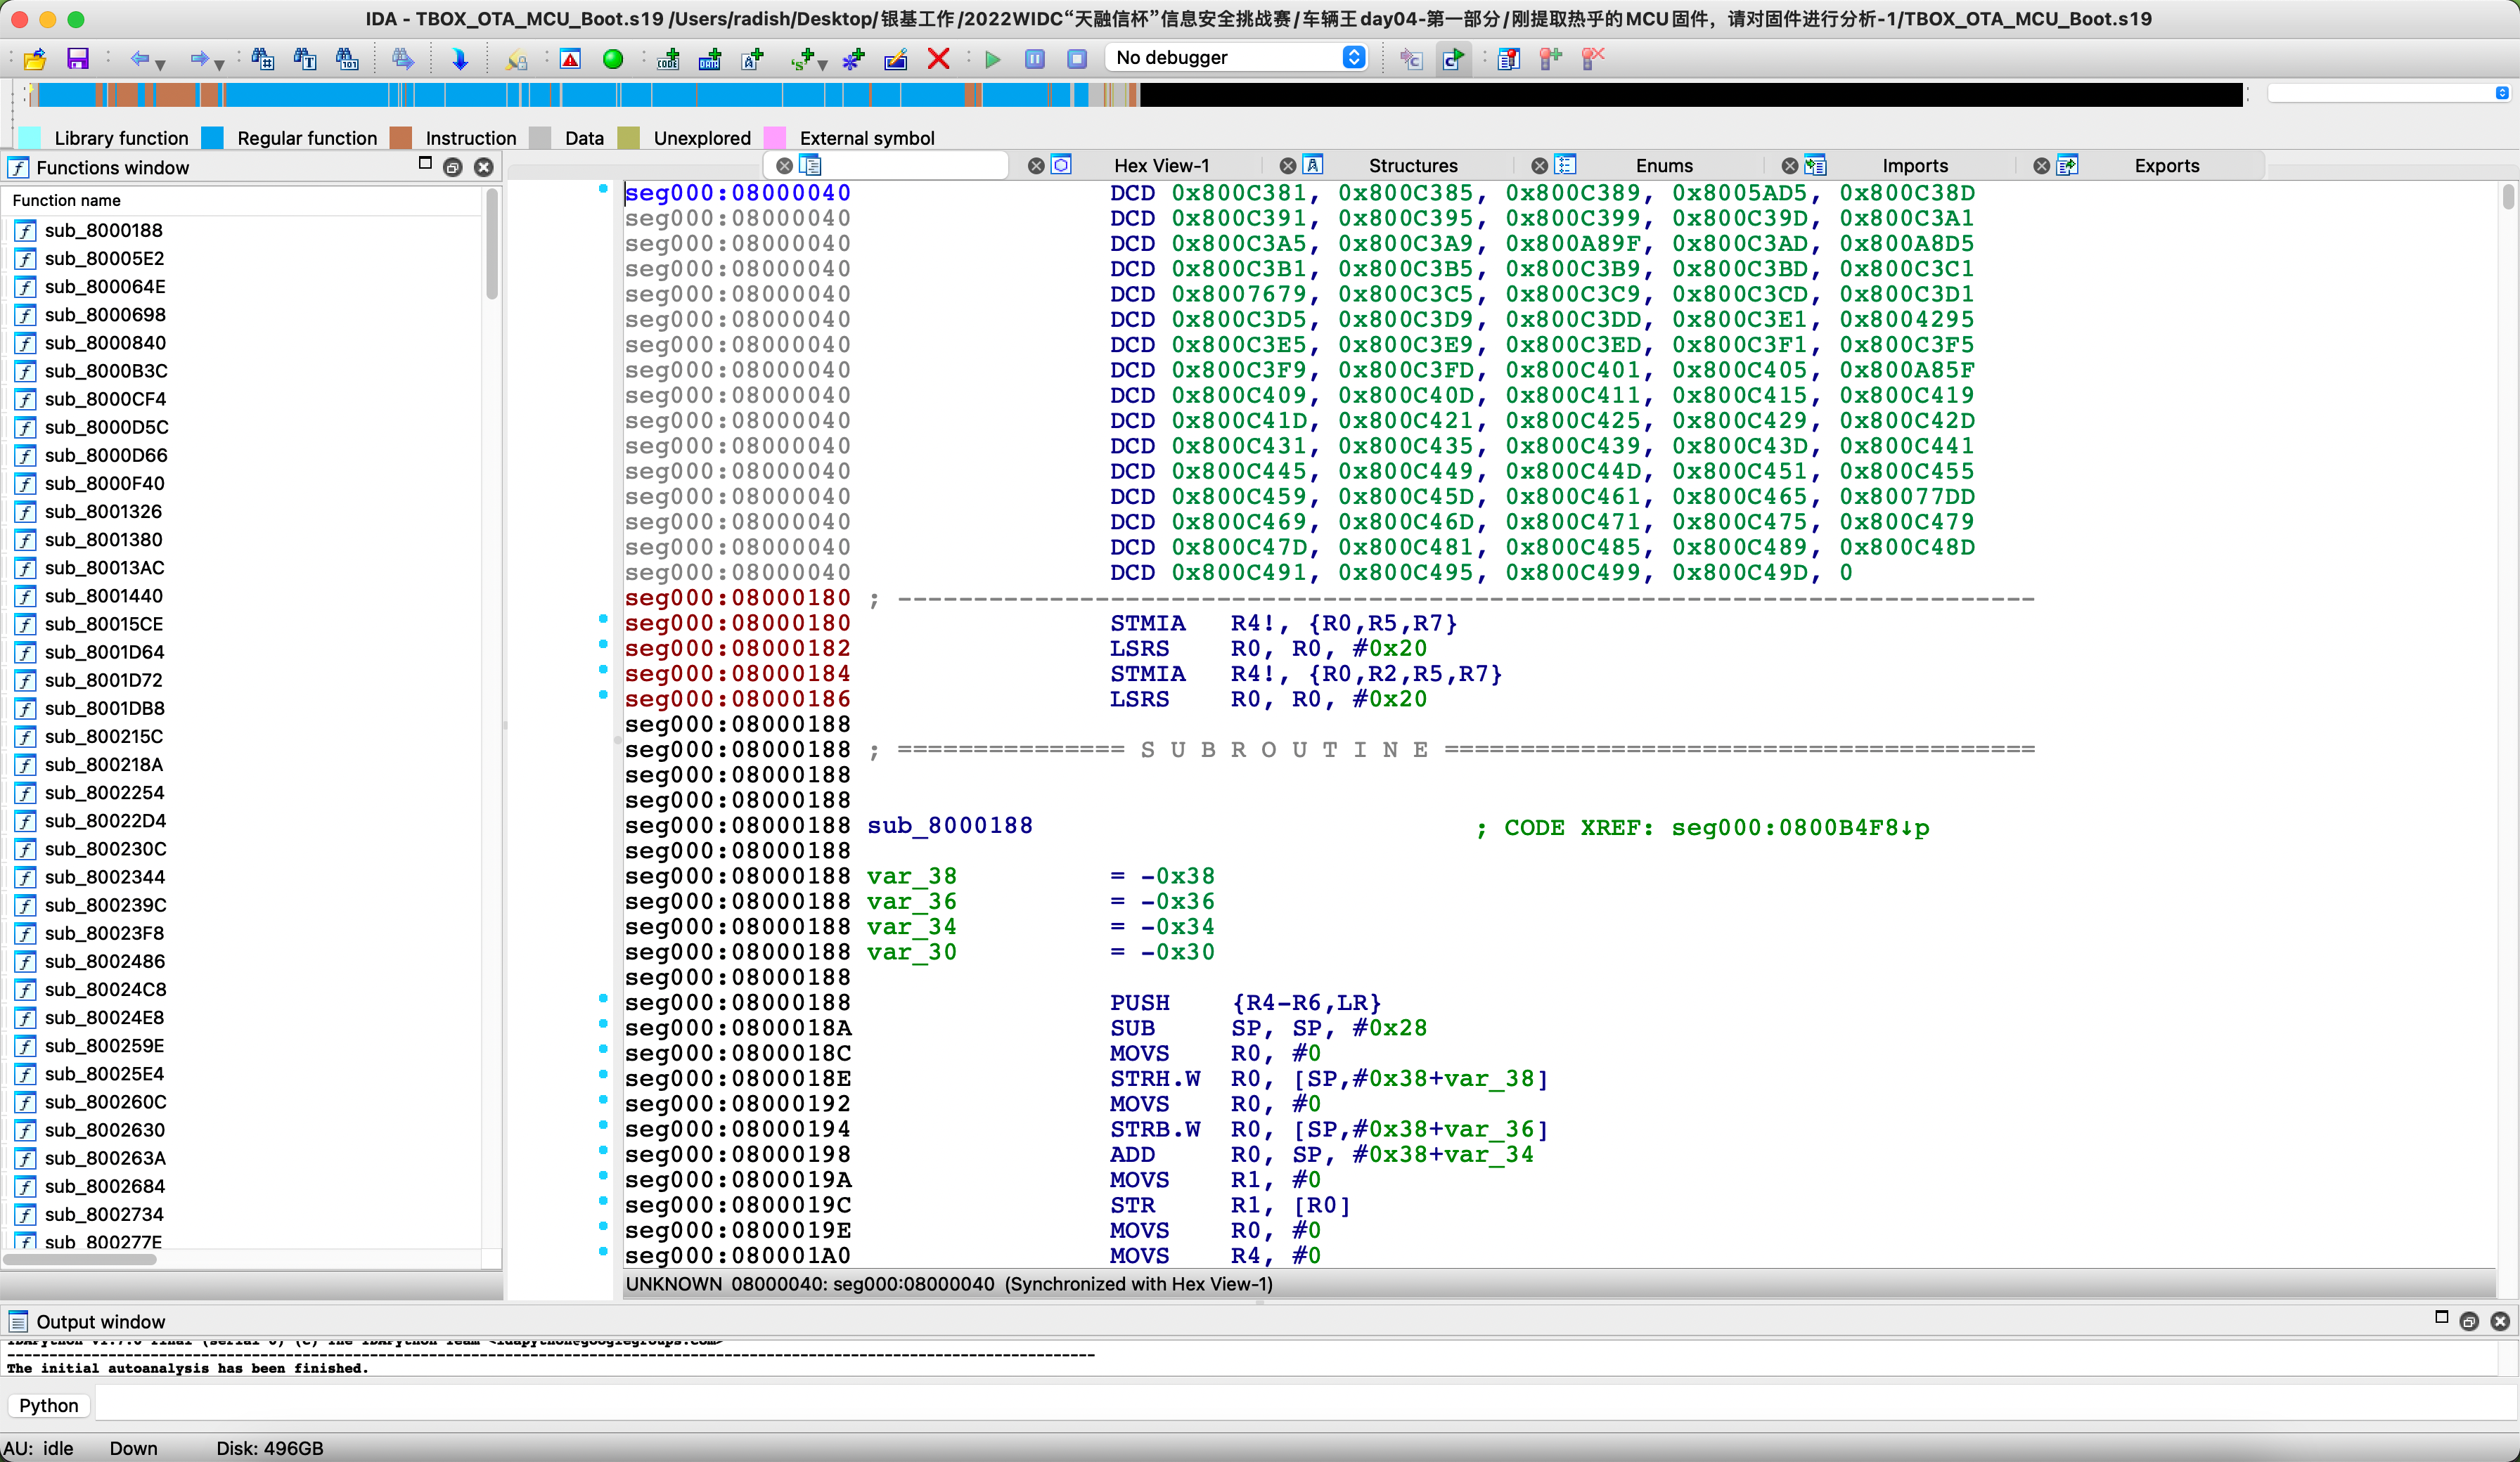 IDA - TBOX_OTA_MCU_Boot.s19 /Users/radish/Desktop/银基工作/2022WIDC“天融信杯”信息安全挑战赛/车辆王day04-第一部分/刚提取热乎的MCU固件，请对固件进行分析-1/TBOX_OTA_MCU_Boot.s19
No debugger
Library function Regular function Instruction Data Unexplored External symbol
Functions window
Hex View-1 Structures Enums Imports Exports
Function name
sub_8000188
sub_80005E2
sub_800064E
sub_8000698
sub_8000840
sub_8000B3C
sub_8000CF4
sub_8000D5C
sub_8000D66
sub_8000F40
sub_8001326
sub_8001380
sub_80013AC
sub_8001440
sub_80015CE
sub_8001D64
sub_8001D72
sub_8001DB8
sub_800215C
sub_800218A
sub_8002254
sub_80022D4
sub_800230C
sub_8002344
sub_800239C
sub_80023F8
sub_8002486
sub_80024C8
sub_80024E8
sub_800259E
sub_80025E4
sub_800260C
sub_8002630
sub_800263A
sub_8002684
sub_8002734
sub_800277E
seg000:08000040 DCD 0x800C381, 0x800C385, 0x800C389, 0x8005AD5, 0x800C38D
seg000:08000040 DCD 0x800C391, 0x800C395, 0x800C399, 0x800C39D, 0x800C3A1
seg000:08000040 DCD 0x800C3A5, 0x800C3A9, 0x800A89F, 0x800C3AD, 0x800A8D5
seg000:08000040 DCD 0x800C3B1, 0x800C3B5, 0x800C3B9, 0x800C3BD, 0x800C3C1
seg000:08000040 DCD 0x8007679, 0x800C3C5, 0x800C3C9, 0x800C3CD, 0x800C3D1
seg000:08000040 DCD 0x800C3D5, 0x800C3D9, 0x800C3DD, 0x800C3E1, 0x8004295
seg000:08000040 DCD 0x800C3E5, 0x800C3E9, 0x800C3ED, 0x800C3F1, 0x800C3F5
seg000:08000040 DCD 0x800C3F9, 0x800C3FD, 0x800C401, 0x800C405, 0x800A85F
seg000:08000040 DCD 0x800C409, 0x800C40D, 0x800C411, 0x800C415, 0x800C419
seg000:08000040 DCD 0x800C41D, 0x800C421, 0x800C425, 0x800C429, 0x800C42D
seg000:08000040 DCD 0x800C431, 0x800C435, 0x800C439, 0x800C43D, 0x800C441
seg000:08000040 DCD 0x800C445, 0x800C449, 0x800C44D, 0x800C451, 0x800C455
seg000:08000040 DCD 0x800C459, 0x800C45D, 0x800C461, 0x800C465, 0x80077DD
seg000:08000040 DCD 0x800C469, 0x800C46D, 0x800C471, 0x800C475, 0x800C479
seg000:08000040 DCD 0x800C47D, 0x800C481, 0x800C485, 0x800C489, 0x800C48D
seg000:08000040 DCD 0x800C491, 0x800C495, 0x800C499, 0x800C49D, 0
seg000:08000180 ; ---------------------------------------------------------------------------
seg000:08000180 STMIA R4!, {R0,R5,R7}
seg000:08000182 LSRS R0, R0, #0x20
seg000:08000184 STMIA R4!, {R0,R2,R5,R7}
seg000:08000186 LSRS R0, R0, #0x20
seg000:08000188
seg000:08000188 ; =============== S U B R O U T I N E =======================================
seg000:08000188
seg000:08000188
seg000:08000188 sub_8000188 ; CODE XREF: seg000:0800B4F8↓p
seg000:08000188
seg000:08000188 var_38 = -0x38
seg000:08000188 var_36 = -0x36
seg000:08000188 var_34 = -0x34
seg000:08000188 var_30 = -0x30
seg000:08000188
seg000:08000188 PUSH {R4-R6,LR}
seg000:0800018A SUB SP, SP, #0x28
seg000:0800018C MOVS R0, #0
seg000:0800018E STRH.W R0, [SP,#0x38+var_38]
seg000:08000192 MOVS R0, #0
seg000:08000194 STRB.W R0, [SP,#0x38+var_36]
seg000:08000198 ADD R0, SP, #0x38+var_34
seg000:0800019A MOVS R1, #0
seg000:0800019C STR R1, [R0]
seg000:0800019E MOVS R0, #0
seg000:080001A0 MOVS R4, #0
UNKNOWN 08000040: seg000:08000040 (Synchronized with Hex View-1)
Output window
---------------------------------------------------------------------------------------------
The initial autoanalysis has been finished.
Python
AU: idle Down Disk: 496GB